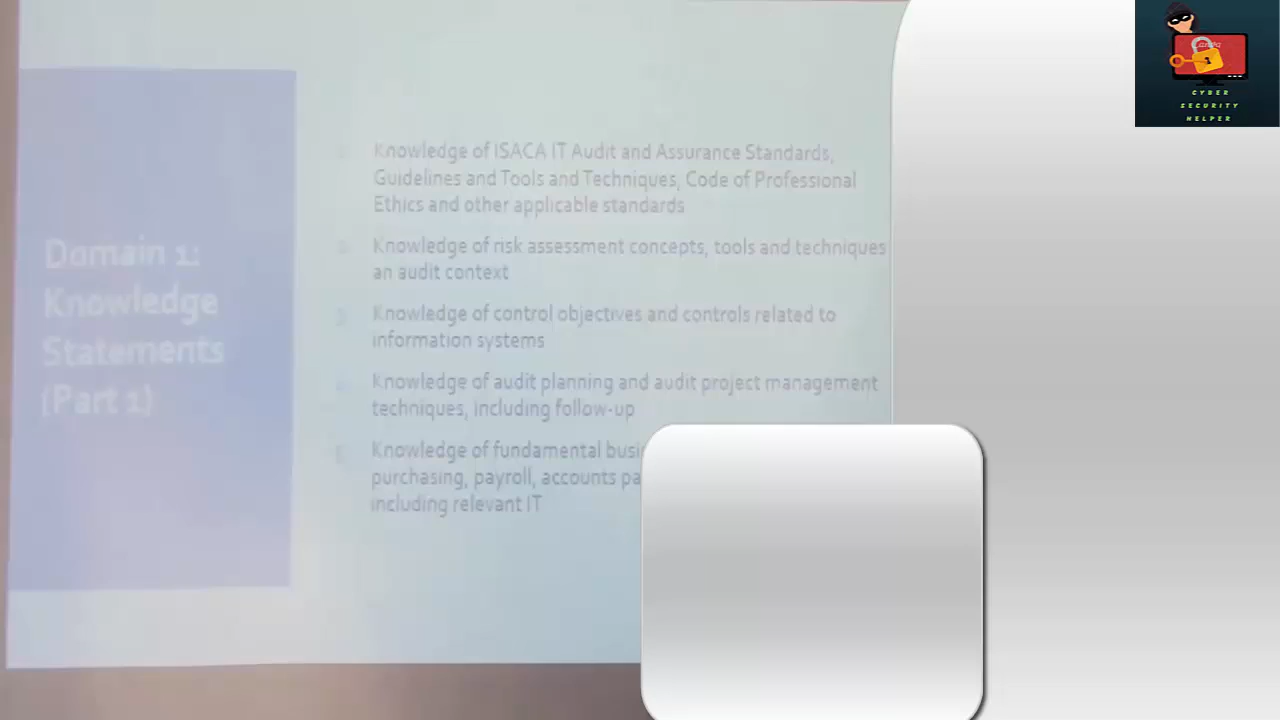 Domain 1:
Knowledge
Statements
(Part 1)
Knowledge of ISACA IT Audit and Assurance Standards,
Guidelines and Tools and Techniques, Code of Professional
Ethics and other applicable standards
Knowledge of risk assessment concepts, tools and techniques
an audit context
3. Knowledge of control objectives and controls related to
information systems
Knowledge of audit planning and audit project management
techniques, including follow-up
Knowledge of fundamental
purchasing, payroll, accounts
including relevant IT
CYBER
SECURITY
HELPER